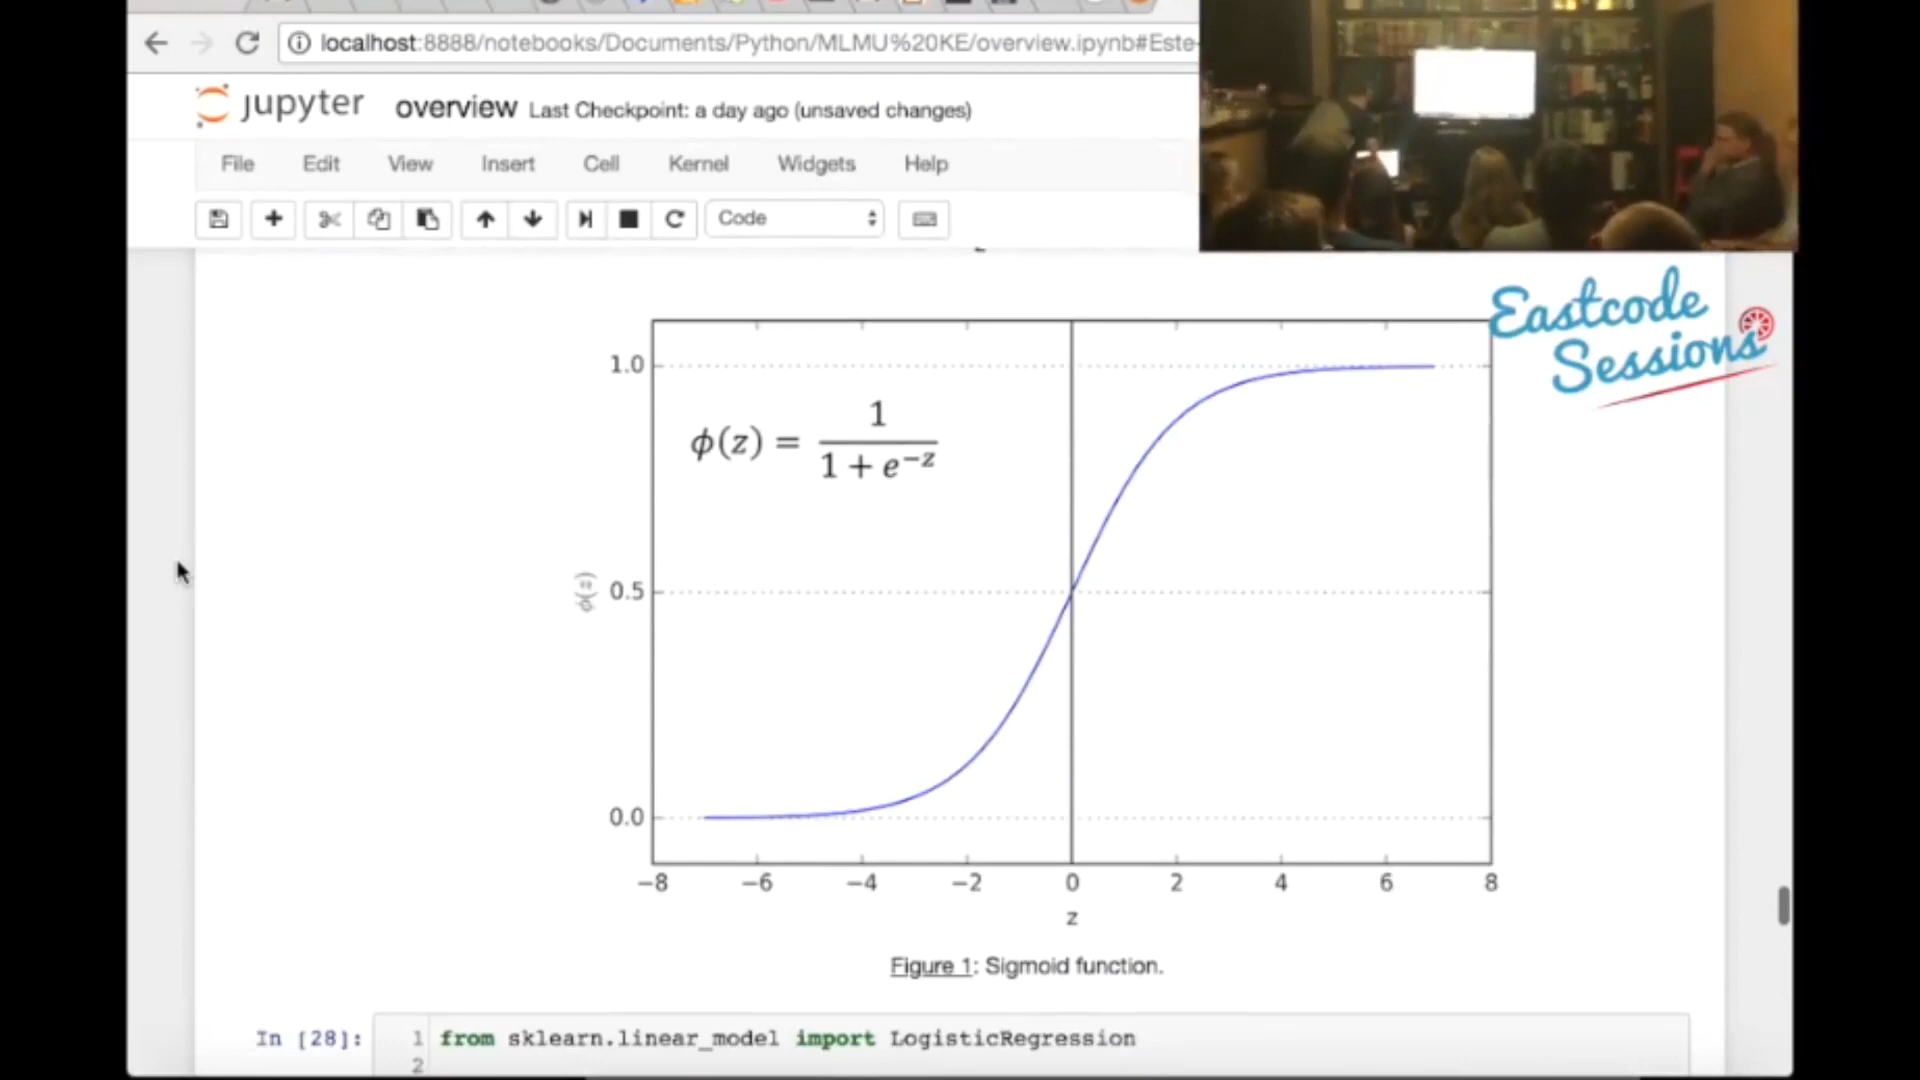 localhost:8888/notebooks/Documents/Python/MLMU%20KE/overview.ipynb#Este-
jupyter overview Last Checkpoint: a day ago (unsaved changes)
File Edit View Insert Cell Kernel Widgets Help
Code
Eastcode
Sessions
ϕ(z) = 1 / (1 + e^−z)
1.0
0.5
0.0
ϕ(z)
−8 −6 −4 −2 0 2 4 6 8
z
Figure 1: Sigmoid function.
In [28]: 1 from sklearn.linear_model import LogisticRegression
2